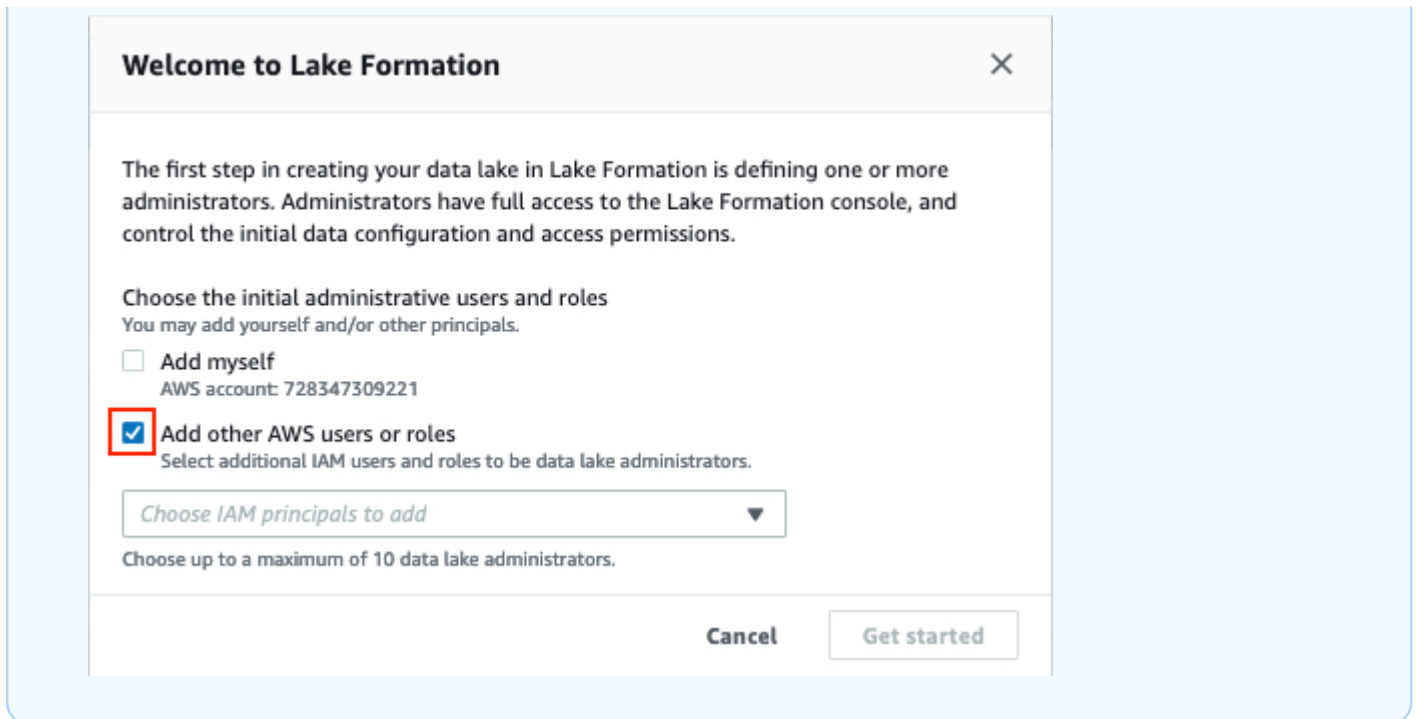 Welcome to Lake Formation
The first step in creating your data lake in Lake Formation is defining one or more
administrators. Administrators have full access to the Lake Formation console, and
control the initial data configuration and access permissions.
Choose the initial administrative users and roles
You may add yourself and/or other principals.
Add myself
AWS account: 728347309221
Add other AWS users or roles
Select additional IAM users and roles to be data lake administrators.
Choose IAM principals to add
Choose up to a maximum of 10 data lake administrators.
Cancel Get started